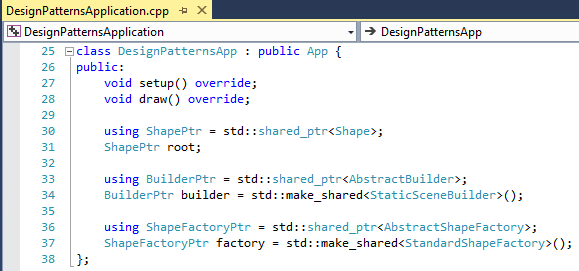 DesignPatternsApplication.cpp
DesignPatternsApplication DesignPatternsApp
25 class DesignPatternsApp : public App {
26 public:
27     void setup() override;
28     void draw() override;
29
30     using ShapePtr = std::shared_ptr<Shape>;
31     ShapePtr root;
32
33     using BuilderPtr = std::shared_ptr<AbstractBuilder>;
34     BuilderPtr builder = std::make_shared<StaticSceneBuilder>();
35
36     using ShapeFactoryPtr = std::shared_ptr<AbstractShapeFactory>;
37     ShapeFactoryPtr factory = std::make_shared<StandardShapeFactory>();
38 };